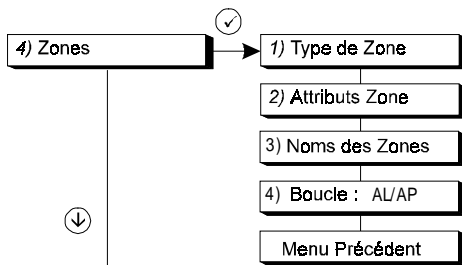 4) Zones
1) Type de Zone
2) Attributs Zone
3) Noms des Zones
4) Boucle : AL/AP
Menu Précédent